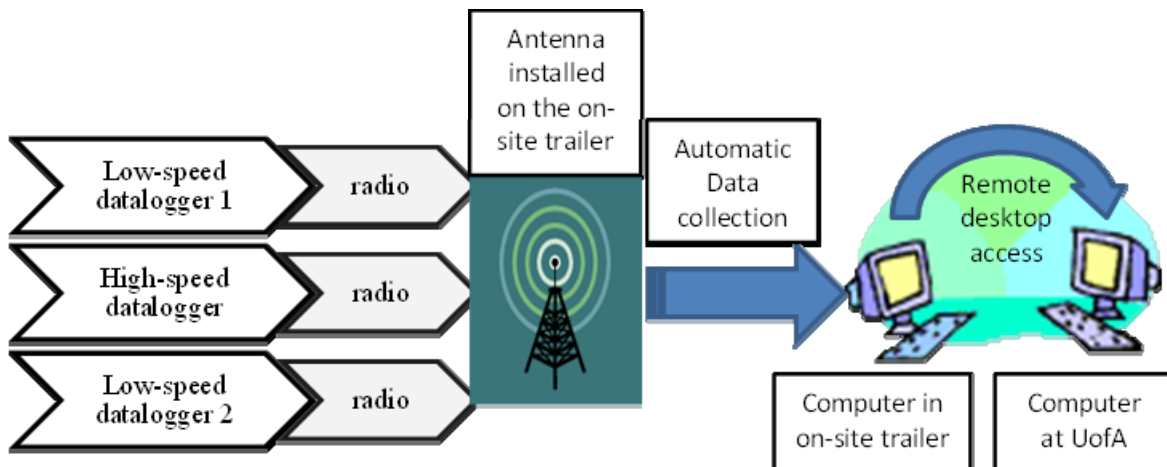 Antenna
installed
on the on-
site trailer
Low-speed
datalogger 1
radio
High-speed
datalogger
radio
Low-speed
datalogger 2
radio
Automatic
Data
collection
Remote
desktop
access
Computer in
on-site trailer
Computer
at UofA